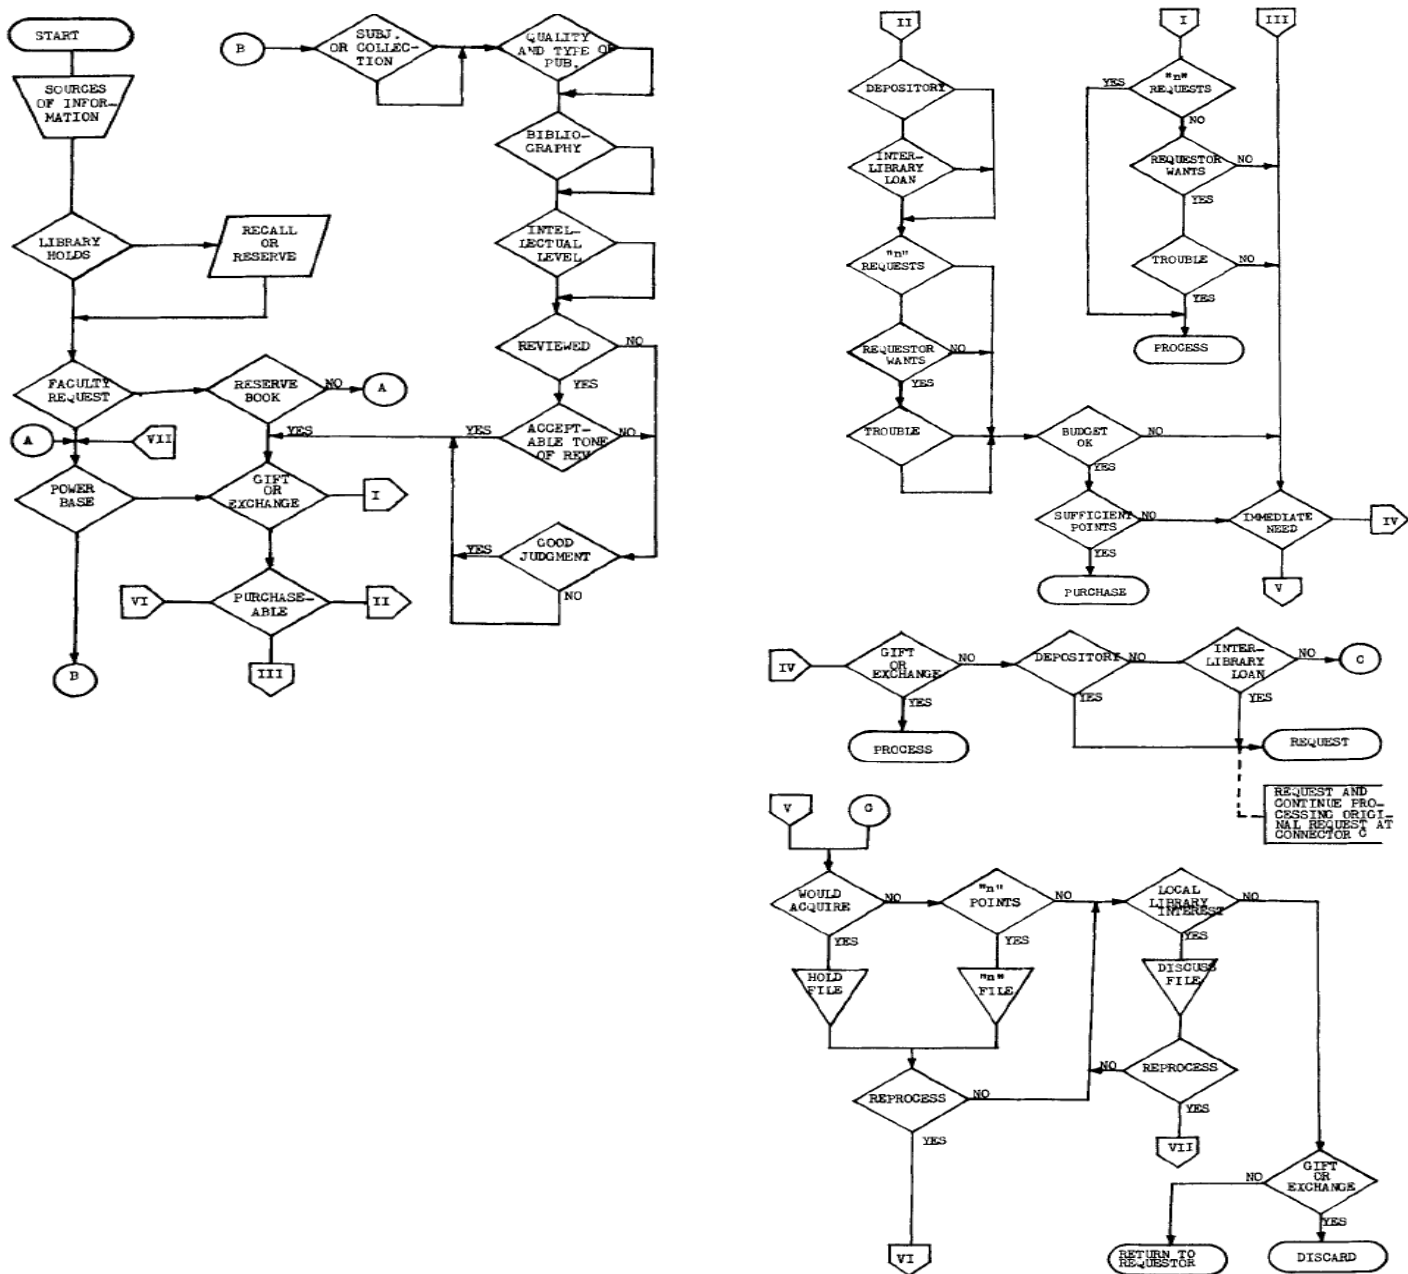 START
SOURCES
OF INFOR-
MATION
LIBRARY
HOLDS
RECALL
OR
RESERVE
FACULTY
REQUEST
RESERVE
BOOK
NO
A
A
VII
YES
POWER
BASE
GIFT
OR
EXCHANGE
I
VI
PURCHASE-
ABLE
II
B
III
B
SUBJ.
OR COLLEC-
TION
QUALITY
AND TYPE OF
PUB.
BIBLIO-
GRAPHY
INTEL-
LECTUAL
LEVEL
REVIEWED
NO
YES
YES
ACCEPT-
ABLE TONE
OF REV
NO
YES
GOOD
JUDGMENT
NO
II
DEPOSITORY
INTER-
LIBRARY
LOAN
"n"
REQUESTS
REQUESTOR
WANTS
NO
YES
TROUBLE
I
III
YES
"n"
REQUESTS
NO
REQUESTOR
WANTS
NO
YES
TROUBLE
NO
YES
PROCESS
BUDGET
OK
NO
YES
SUFFICIENT
POINTS
NO
YES
PURCHASE
IMMEDIATE
NEED
IV
V
IV
GIFT
OR
EXCHANGE
NO
YES
PROCESS
DEPOSITORY
NO
YES
INTER-
LIBRARY
LOAN
NO
YES
C
REQUEST
REQUEST AND
CONTINUE PRO-
CESSING ORIGI-
NAL REQUEST AT
CONNECTOR C
V
C
WOULD
ACQUIRE
NO
YES
"n"
POINTS
NO
YES
LOCAL
LIBRARY
INTEREST
NO
YES
HOLD
FILE
"n"
FILE
DISCUSS
FILE
REPROCESS
NO
YES
NO
REPROCESS
YES
VII
VI
GIFT
OR
EXCHANGE
NO
YES
RETURN TO
REQUESTOR
DISCARD